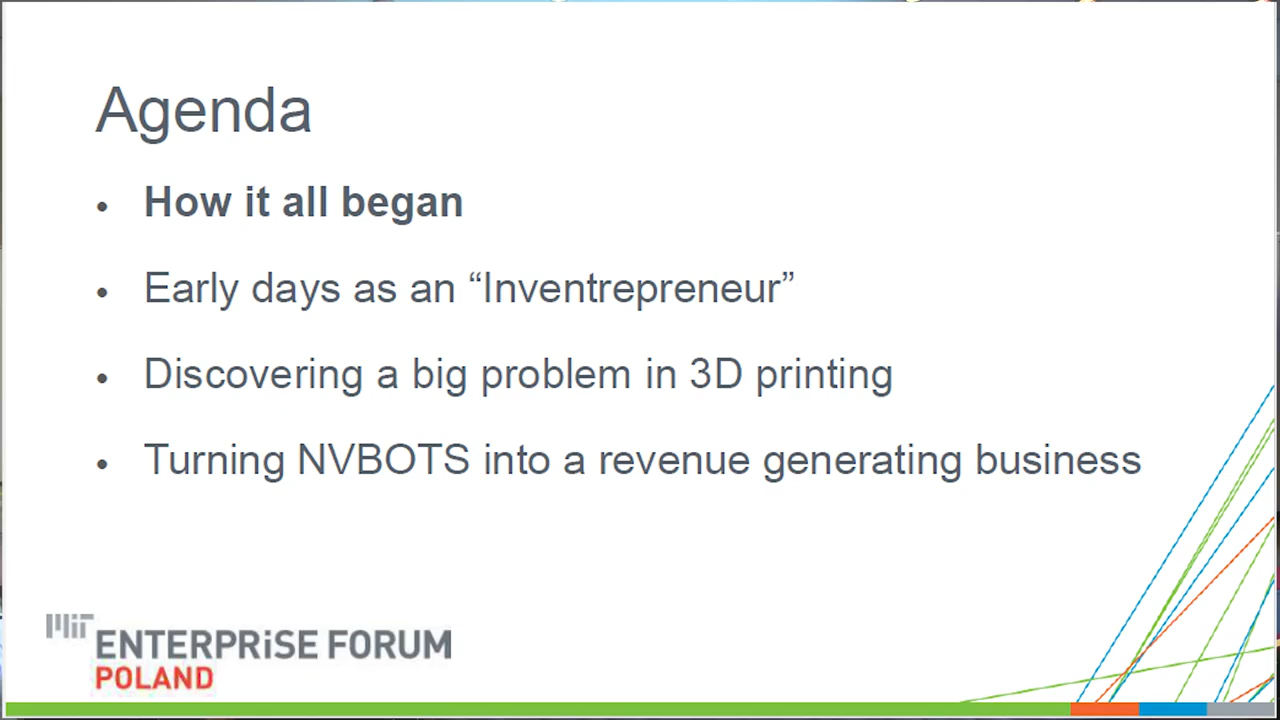 Agenda
• How it all began
• Early days as an “Inventrepreneur”
• Discovering a big problem in 3D printing
• Turning NVBOTS into a revenue generating business
MiT
ENTERPRiSE FORUM
POLAND